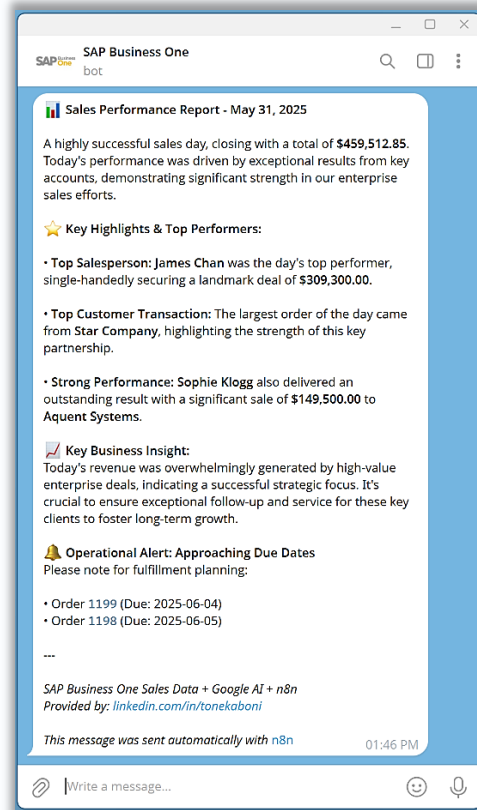 SAP Business One
SAP Business One
bot
📊 Sales Performance Report - May 31, 2025
A highly successful sales day, closing with a total of $459,512.85.
Today's performance was driven by exceptional results from key
accounts, demonstrating significant strength in our enterprise
sales efforts.
⭐ Key Highlights & Top Performers:
• Top Salesperson: James Chan was the day's top performer,
single-handedly securing a landmark deal of $309,300.00.
• Top Customer Transaction: The largest order of the day came
from Star Company, highlighting the strength of this key
partnership.
• Strong Performance: Sophie Klogg also delivered an
outstanding result with a significant sale of $149,500.00 to
Aquent Systems.
📈 Key Business Insight:
Today's revenue was overwhelmingly generated by high-value
enterprise deals, indicating a successful strategic focus. It's
crucial to ensure exceptional follow-up and service for these key
clients to foster long-term growth.
🔔 Operational Alert: Approaching Due Dates
Please note for fulfillment planning:
• Order 1199 (Due: 2025-06-04)
• Order 1198 (Due: 2025-06-05)
---
SAP Business One Sales Data + Google AI + n8n
Provided by: linkedin.com/in/tonekaboni
This message was sent automatically with n8n
01:46 PM
Write a message...